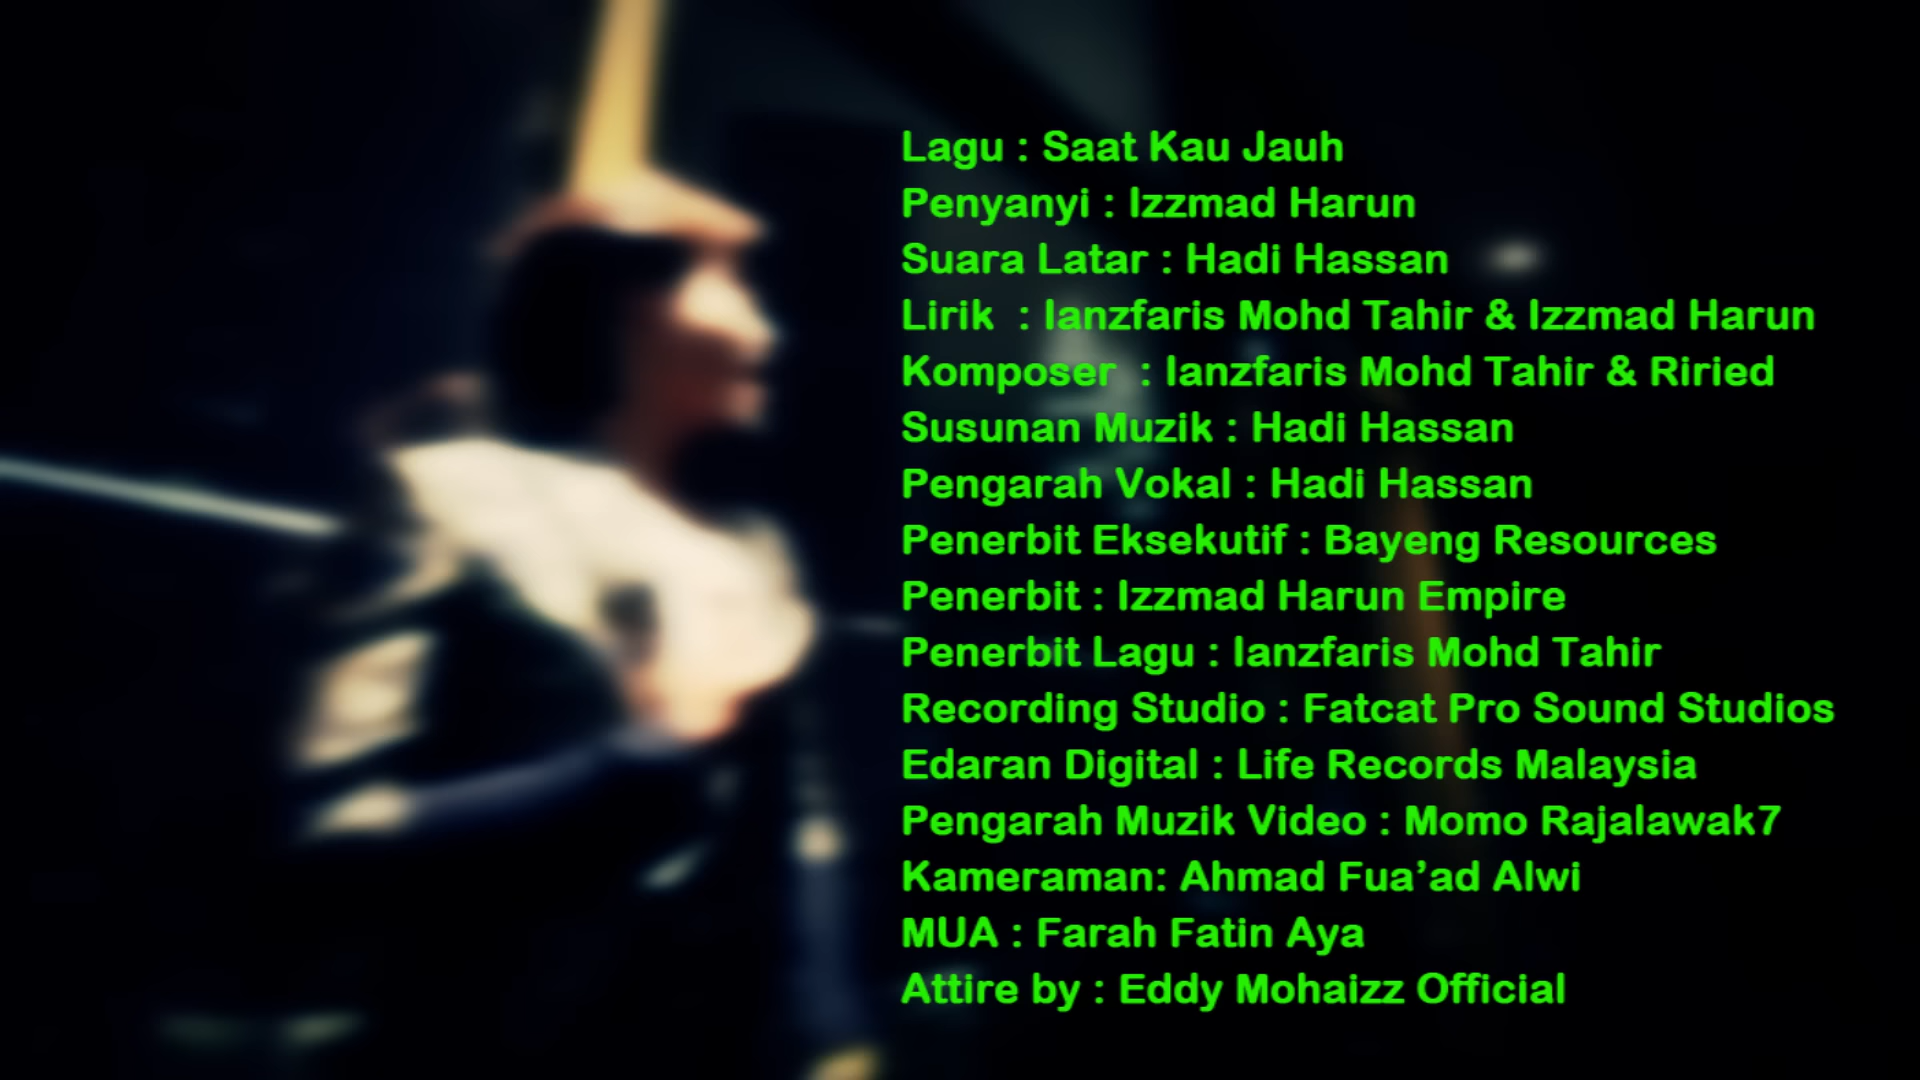 Lagu : Saat Kau Jauh
Penyanyi : Izzmad Harun
Suara Latar : Hadi Hassan
Lirik  : Ianzfaris Mohd Tahir & Izzmad Harun
Komposer  : Ianzfaris Mohd Tahir & Riried
Susunan Muzik : Hadi Hassan
Pengarah Vokal : Hadi Hassan
Penerbit Eksekutif : Bayeng Resources
Penerbit : Izzmad Harun Empire
Penerbit Lagu : Ianzfaris Mohd Tahir
Recording Studio : Fatcat Pro Sound Studios
Edaran Digital : Life Records Malaysia
Pengarah Muzik Video : Momo Rajalawak7
Kameraman: Ahmad Fua’ad Alwi
MUA : Farah Fatin Aya
Attire by : Eddy Mohaizz Official